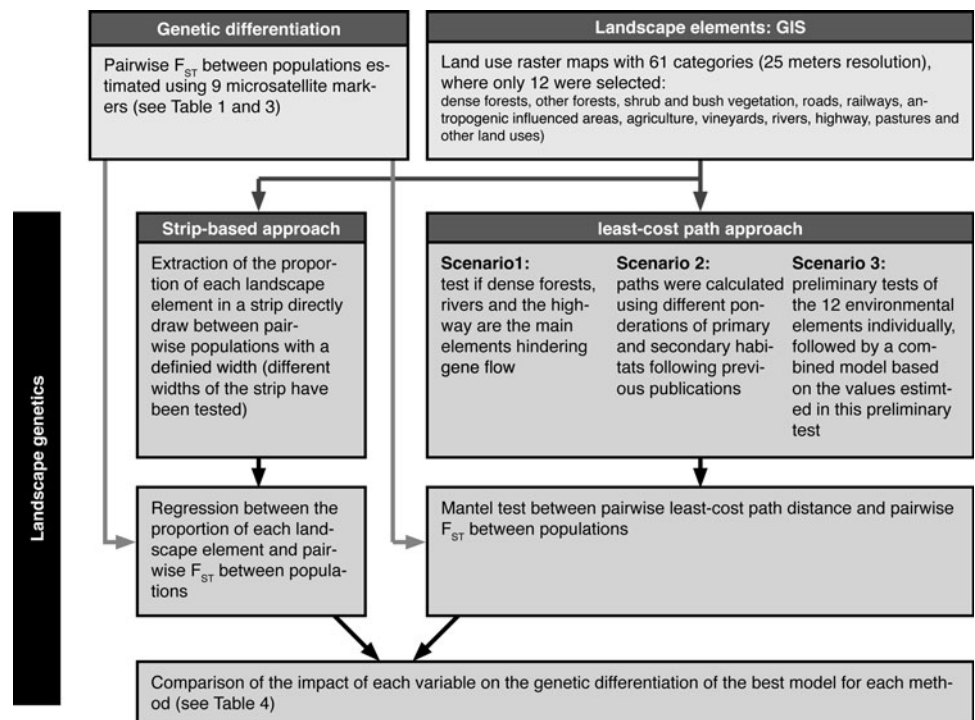 Genetic differentiation
Pairwise FST between populations es-
timated using 9 microsatellite mark-
ers (see Table 1 and 3)
Landscape elements: GIS
Land use raster maps with 61 categories (25 meters resolution),
where only 12 were selected:
dense forests, other forests, shrub and bush vegetation, roads, railways, an-
tropogenic influenced areas, agriculture, vineyards, rivers, highway, pastures and
other land uses)
Landscape genetics
Strip-based approach
Extraction of the propor-
tion of each landscape
element in a strip directly
draw between pair-
wise populations with a
definied width (different
widths of the strip have
been tested)
least-cost path approach
Scenario1:
test if dense forests,
rivers and the high-
way are the main
elements hindering
gene flow
Scenario 2:
paths were calculated
using different pon-
derations of primary
and secondary habi-
tats following previ-
ous publications
Scenario 3:
preliminary tests of
the 12 environmental
elements individually,
followed by a com-
bined model based
on the values estimt-
ed in this preliminary
test
Regression between the
proportion of each land-
scape element and pair-
wise FST between popula-
tions
Mantel test between pairwise least-cost path distance and pairwise
FST between populations
Comparison of the impact of each variable on the genetic differentiation of the best model for each meth-
od (see Table 4)